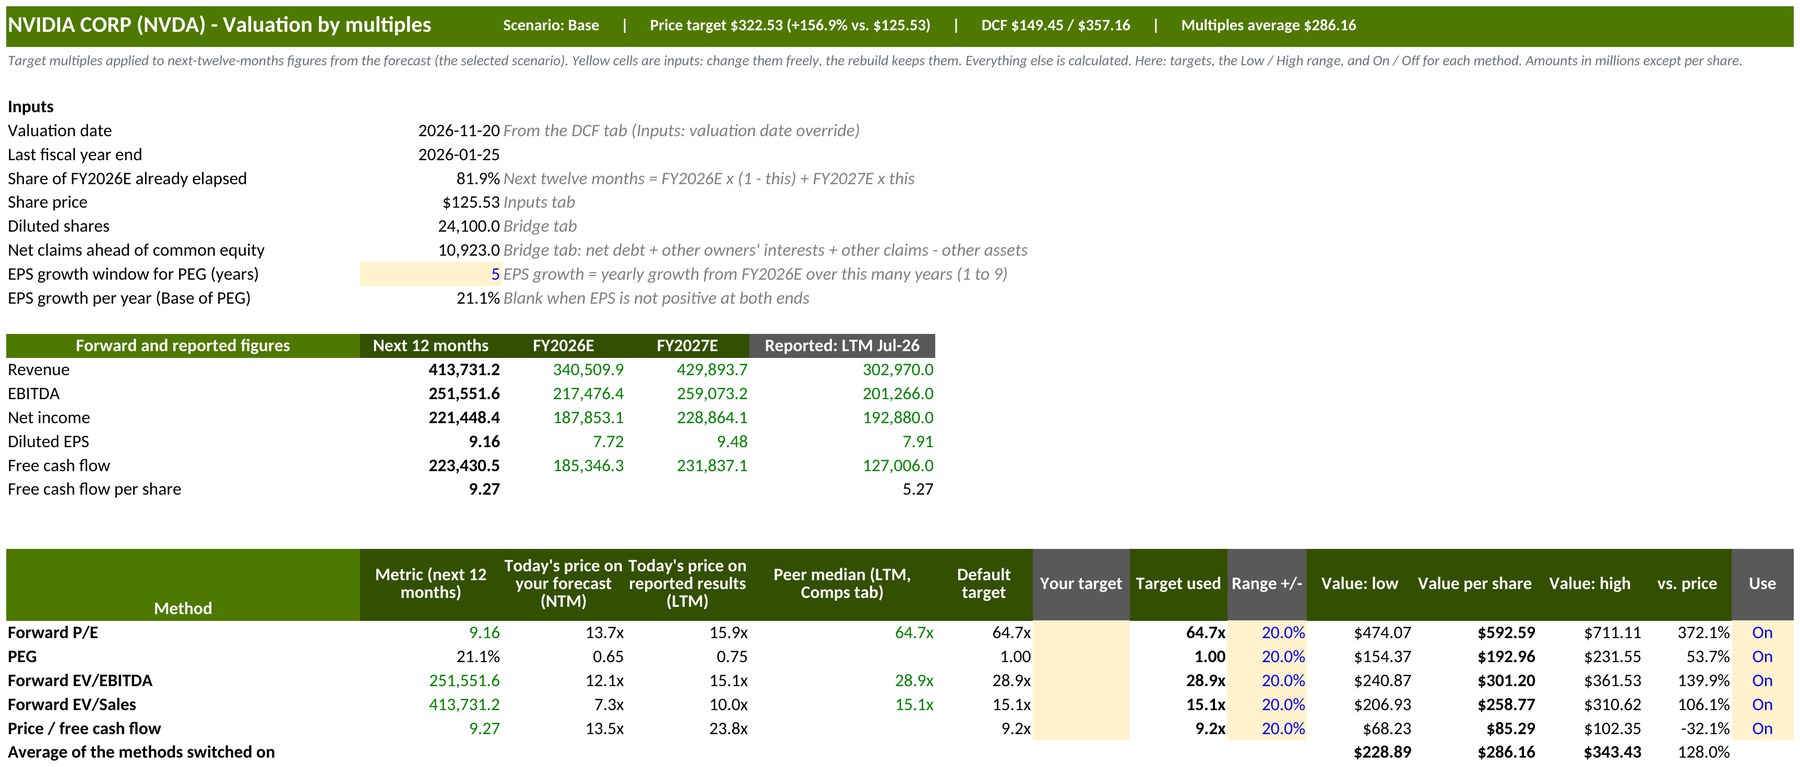 NVIDIA CORP (NVDA) - Valuation by multiples Scenario: Base | Price target $322.53 (+156.9% vs. $125.53) | DCF $149.45 / $357.16 | Multiples average $286.16
Target multiples applied to next-twelve-months figures from the forecast (the selected scenario). Yellow cells are inputs: change them freely, the rebuild keeps them. Everything else is calculated. Here: targets, the Low / High range, and On / Off for each method. Amounts in millions except per share.
Inputs
Valuation date 2026-11-20 From the DCF tab (Inputs: valuation date override)
Last fiscal year end 2026-01-25
Share of FY2026E already elapsed 81.9% Next twelve months = FY2026E x (1 - this) + FY2027E x this
Share price $125.53 Inputs tab
Diluted shares 24,100.0 Bridge tab
Net claims ahead of common equity 10,923.0 Bridge tab: net debt + other owners' interests + other claims - other assets
EPS growth window for PEG (years) 5 EPS growth = yearly growth from FY2026E over this many years (1 to 9)
EPS growth per year (Base of PEG) 21.1% Blank when EPS is not positive at both ends
Forward and reported figures Next 12 months FY2026E FY2027E Reported: LTM Jul-26
Revenue 413,731.2 340,509.9 429,893.7 302,970.0
EBITDA 251,551.6 217,476.4 259,073.2 201,266.0
Net income 221,448.4 187,853.1 228,864.1 192,880.0
Diluted EPS 9.16 7.72 9.48 7.91
Free cash flow 223,430.5 185,346.3 231,837.1 127,006.0
Free cash flow per share 9.27 5.27
Method Metric (next 12 months) Today's price on your forecast (NTM) Today's price on reported results (LTM) Peer median (LTM, Comps tab) Default target Your target Target used Range +/- Value: low Value per share Value: high vs. price Use
Forward P/E 9.16 13.7x 15.9x 64.7x 64.7x 64.7x 20.0% $474.07 $592.59 $711.11 372.1% On
PEG 21.1% 0.65 0.75 1.00 1.00 20.0% $154.37 $192.96 $231.55 53.7% On
Forward EV/EBITDA 251,551.6 12.1x 15.1x 28.9x 28.9x 28.9x 20.0% $240.87 $301.20 $361.53 139.9% On
Forward EV/Sales 413,731.2 7.3x 10.0x 15.1x 15.1x 15.1x 20.0% $206.93 $258.77 $310.62 106.1% On
Price / free cash flow 9.27 13.5x 23.8x 9.2x 9.2x 20.0% $68.23 $85.29 $102.35 -32.1% On
Average of the methods switched on $228.89 $286.16 $343.43 128.0%